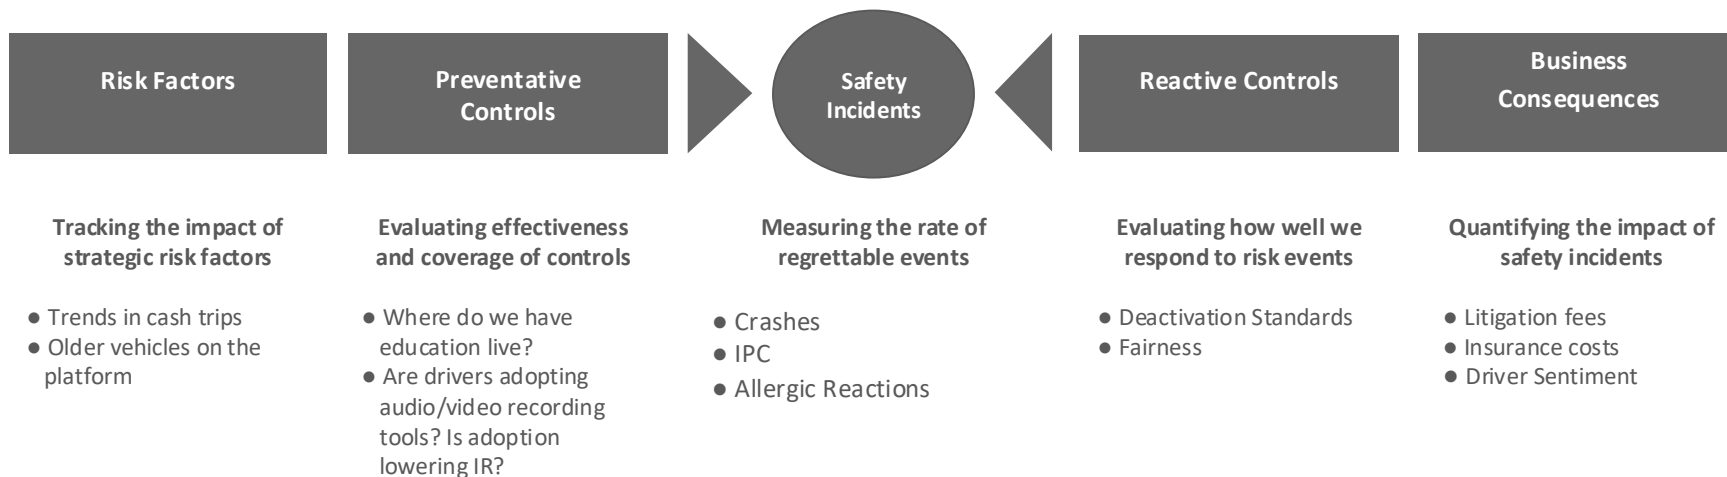 Risk Factors
Preventative
Controls
Safety
Incidents
Reactive Controls
Business
Consequences
Tracking the impact of
strategic risk factors
● Trends in cash trips
● Older vehicles on the
platform
Evaluating effectiveness
and coverage of controls
● Where do we have
education live?
● Are drivers adopting
audio/video recording
tools? Is adoption
lowering IR?
Measuring the rate of
regrettable events
● Crashes
● IPC
● Allergic Reactions
Evaluating how well we
respond to risk events
● Deactivation Standards
● Fairness
Quantifying the impact of
safety incidents
● Litigation fees
● Insurance costs
● Driver Sentiment